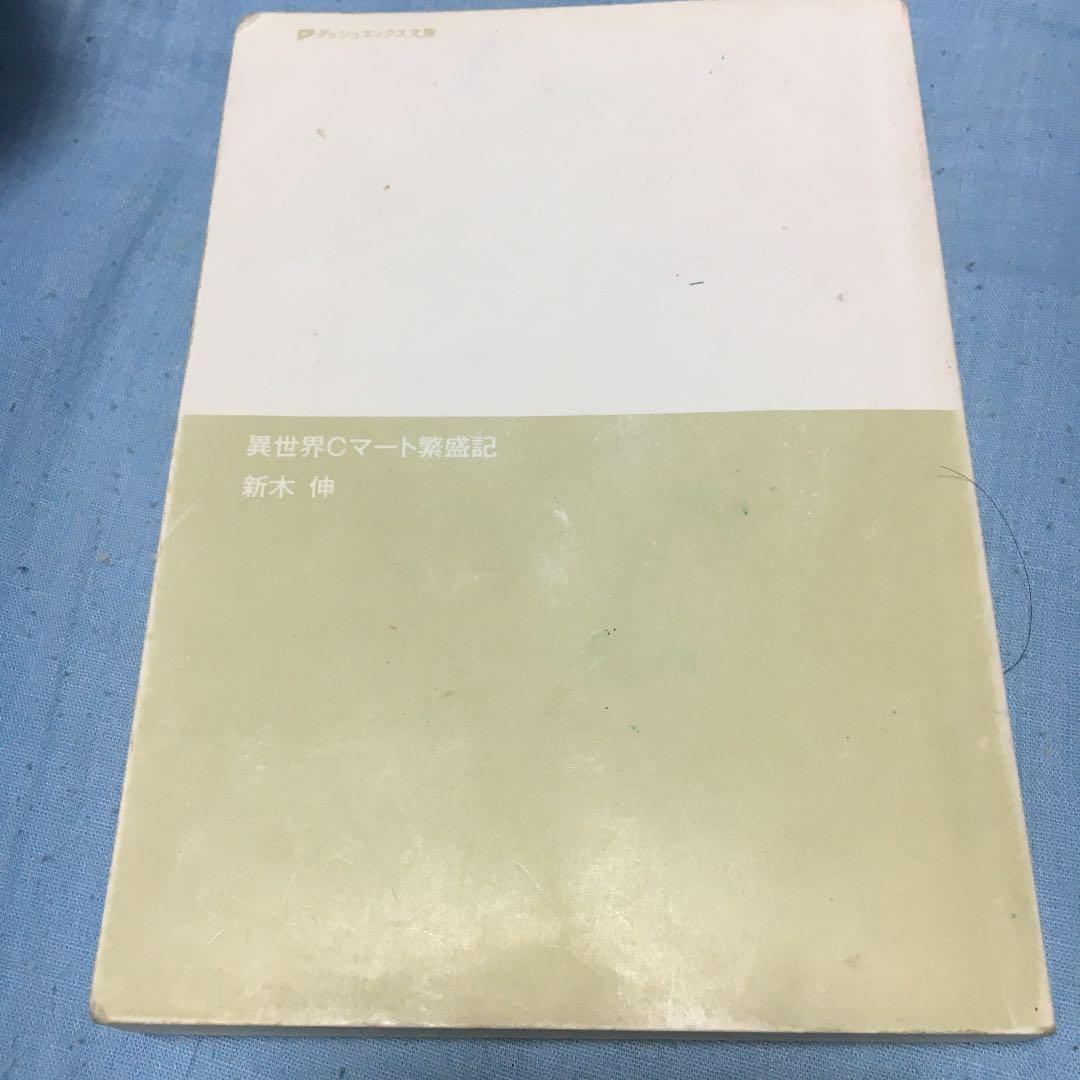 ダッシュエックス文庫
異世界Cマート繁盛記
新木 伸